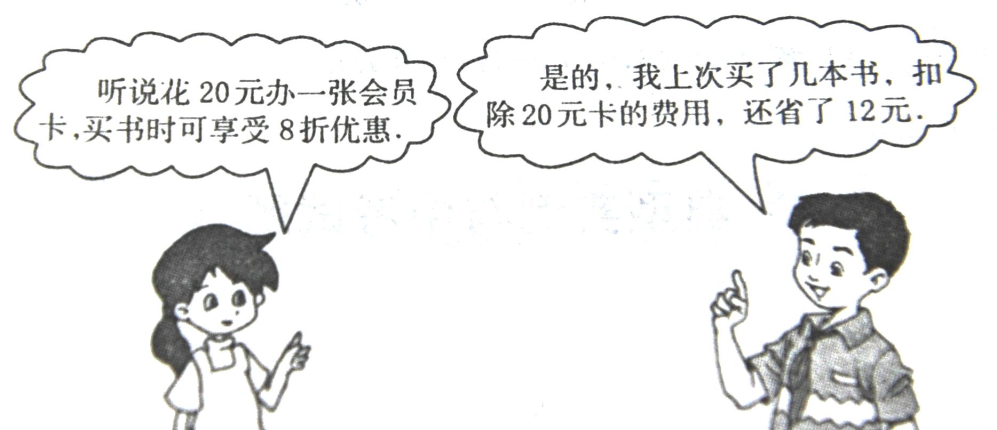 听说花20元办一张会员
卡,买书时可享受8折优惠.
是的,我上次买了几本书,扣
除20元卡的费用,还省了12元.